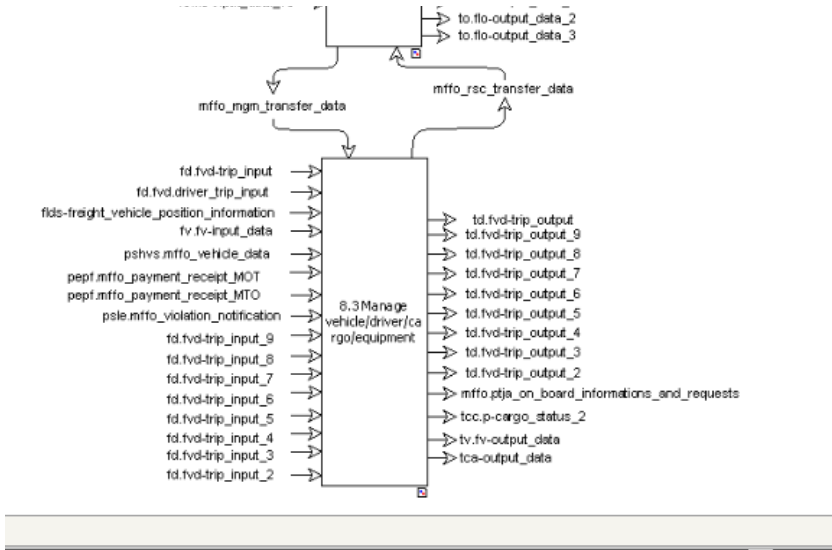 to.flo-output_data_2
to.flo-output_data_3
mffo_mgm_transfer_data
mffo_rsc_transfer_data
fd.fvd-trip_input
fd.fvd.driver_trip_input
flds-freight_vehicle_position_information
fv.fv-input_data
pshvs.mffo_vehicle_data
pepf.mffo_payment_receipt_MOT
pepf.mffo_payment_receipt_MTO
psle.mffo_violation_notification
fd.fvd-trip_input_9
fd.fvd-trip_input_8
fd.fvd-trip_input_7
fd.fvd-trip_input_6
fd.fvd-trip_input_5
fd.fvd-trip_input_4
fd.fvd-trip_input_3
fd.fvd-trip_input_2
8.3Manage
vehicle/driver/ca
rgo/equipment
td.fvd-trip_output
td.fvd-trip_output_9
td.fvd-trip_output_8
td.fvd-trip_output_7
td.fvd-trip_output_6
td.fvd-trip_output_5
td.fvd-trip_output_4
td.fvd-trip_output_3
td.fvd-trip_output_2
mffo.ptja_on_board_informations_and_requests
tcc.p-cargo_status_2
tv.fv-output_data
tca-output_data